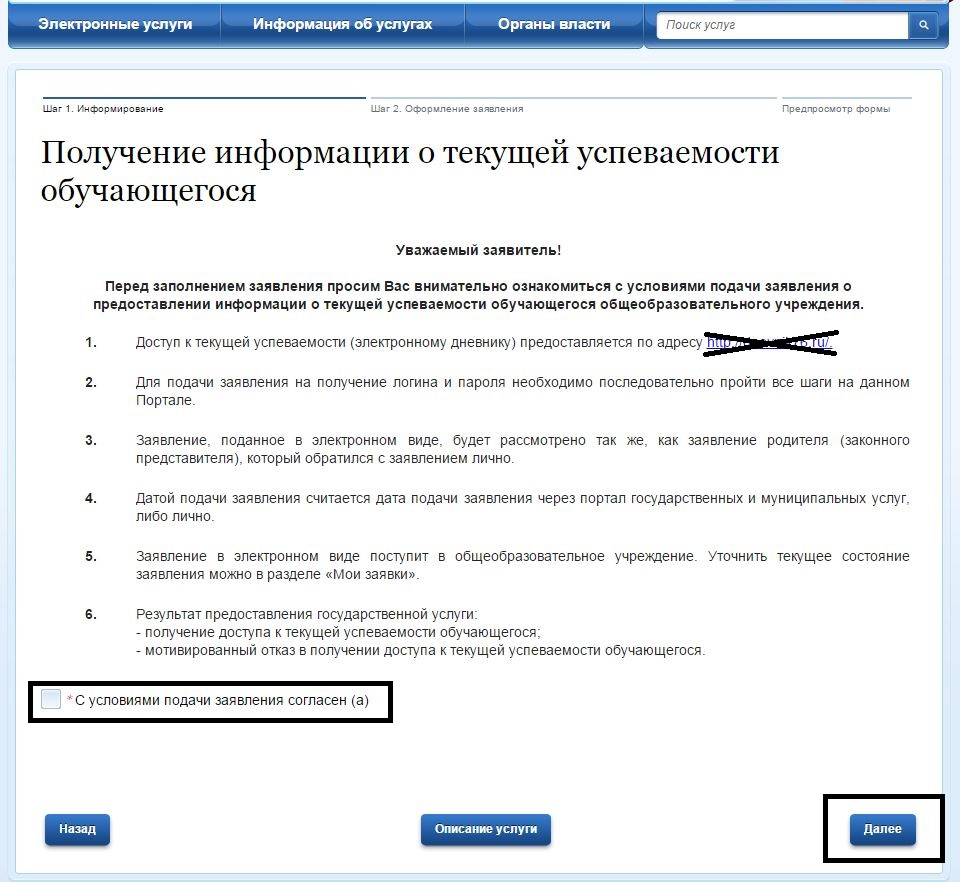 Электронные услуги Информация об услугах Органы власти Поиск услуг
Шаг 1. Информирование Шаг 2. Оформление заявления Предпросмотр формы
Получение информации о текущей успеваемости
обучающегося
Уважаемый заявитель!
Перед заполнением заявления просим Вас внимательно ознакомиться с условиями подачи заявления о
предоставлении информации о текущей успеваемости обучающегося общеобразовательного учреждения.
1. Доступ к текущей успеваемости (электронному дневнику) предоставляется по адресу
2. Для подачи заявления на получение логина и пароля необходимо последовательно пройти все шаги на данном
Портале.
3. Заявление, поданное в электронном виде, будет рассмотрено так же, как заявление родителя (законного
представителя), который обратился с заявлением лично.
4. Датой подачи заявления считается дата подачи заявления через портал государственных и муниципальных услуг,
либо лично.
5. Заявление в электронном виде поступит в общеобразовательное учреждение. Уточнить текущее состояние
заявления можно в разделе «Мои заявки».
6. Результат предоставления государственной услуги:
- получение доступа к текущей успеваемости обучающегося;
- мотивированный отказ в получении доступа к текущей успеваемости обучающегося.
* С условиями подачи заявления согласен (а)
Назад Описание услуги Далее